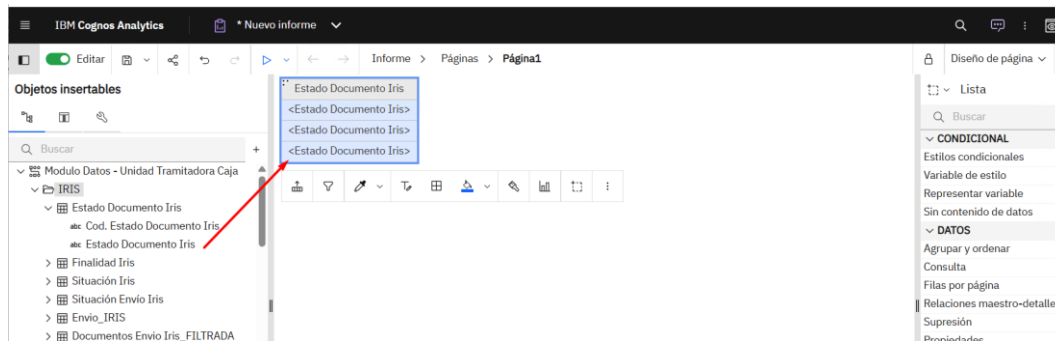 IBM Cognos Analytics
* Nuevo informe
Editar
Informe > Páginas > Página1
Diseño de página
Objetos insertables
Buscar
Modulo Datos - Unidad Tramitadora Caja
IRIS
Estado Documento Iris
abc Cod. Estado Documento Iris
abc Estado Documento Iris
Finalidad Iris
Situación Iris
Situación Envío Iris
Envio_IRIS
Documentos Envio Iris_FILTRADA
Estado Documento Iris
<Estado Documento Iris>
<Estado Documento Iris>
<Estado Documento Iris>
Lista
Buscar
CONDICIONAL
Estilos condicionales
Variable de estilo
Representar variable
Sin contenido de datos
DATOS
Agrupar y ordenar
Consulta
Filas por página
Relaciones maestro-detalle
Supresión
Propiedades